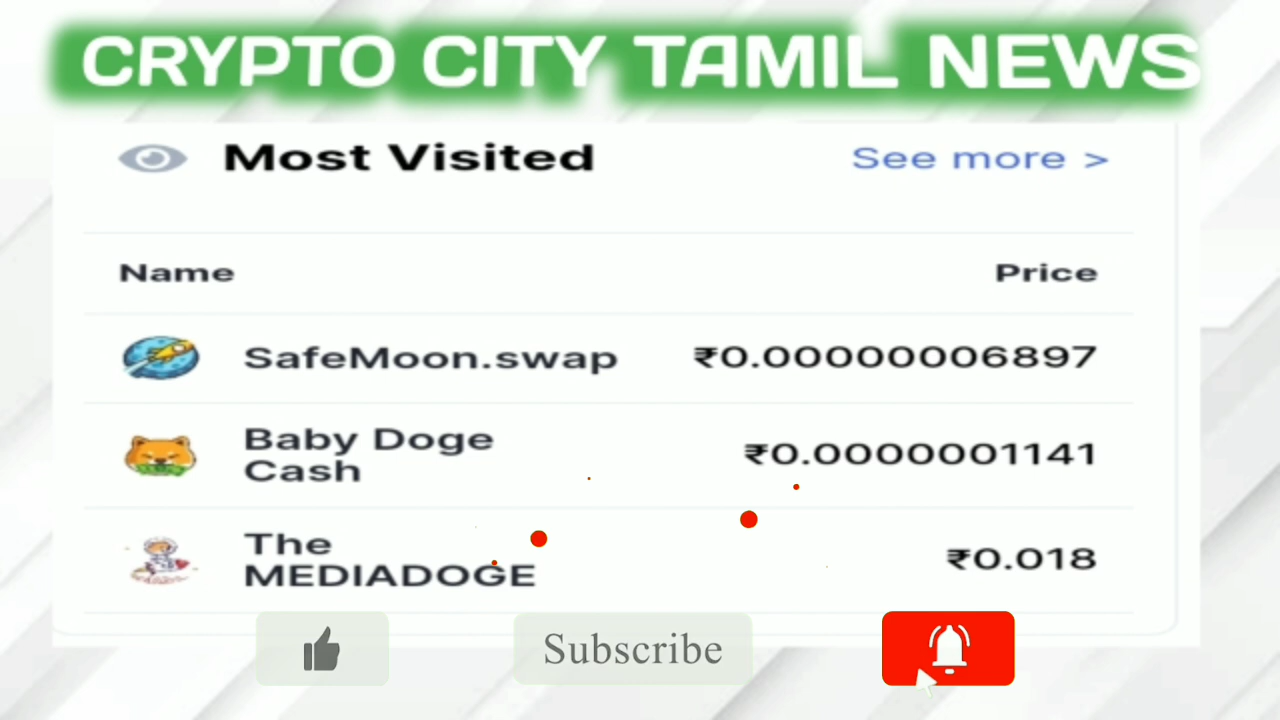 CRYPTO CITY TAMIL NEWS
Most Visited See more >
Name Price
SafeMoon.swap ₹0.00000006897
Baby Doge
Cash ₹0.0000001141
The
MEDIADOGE ₹0.018
Subscribe